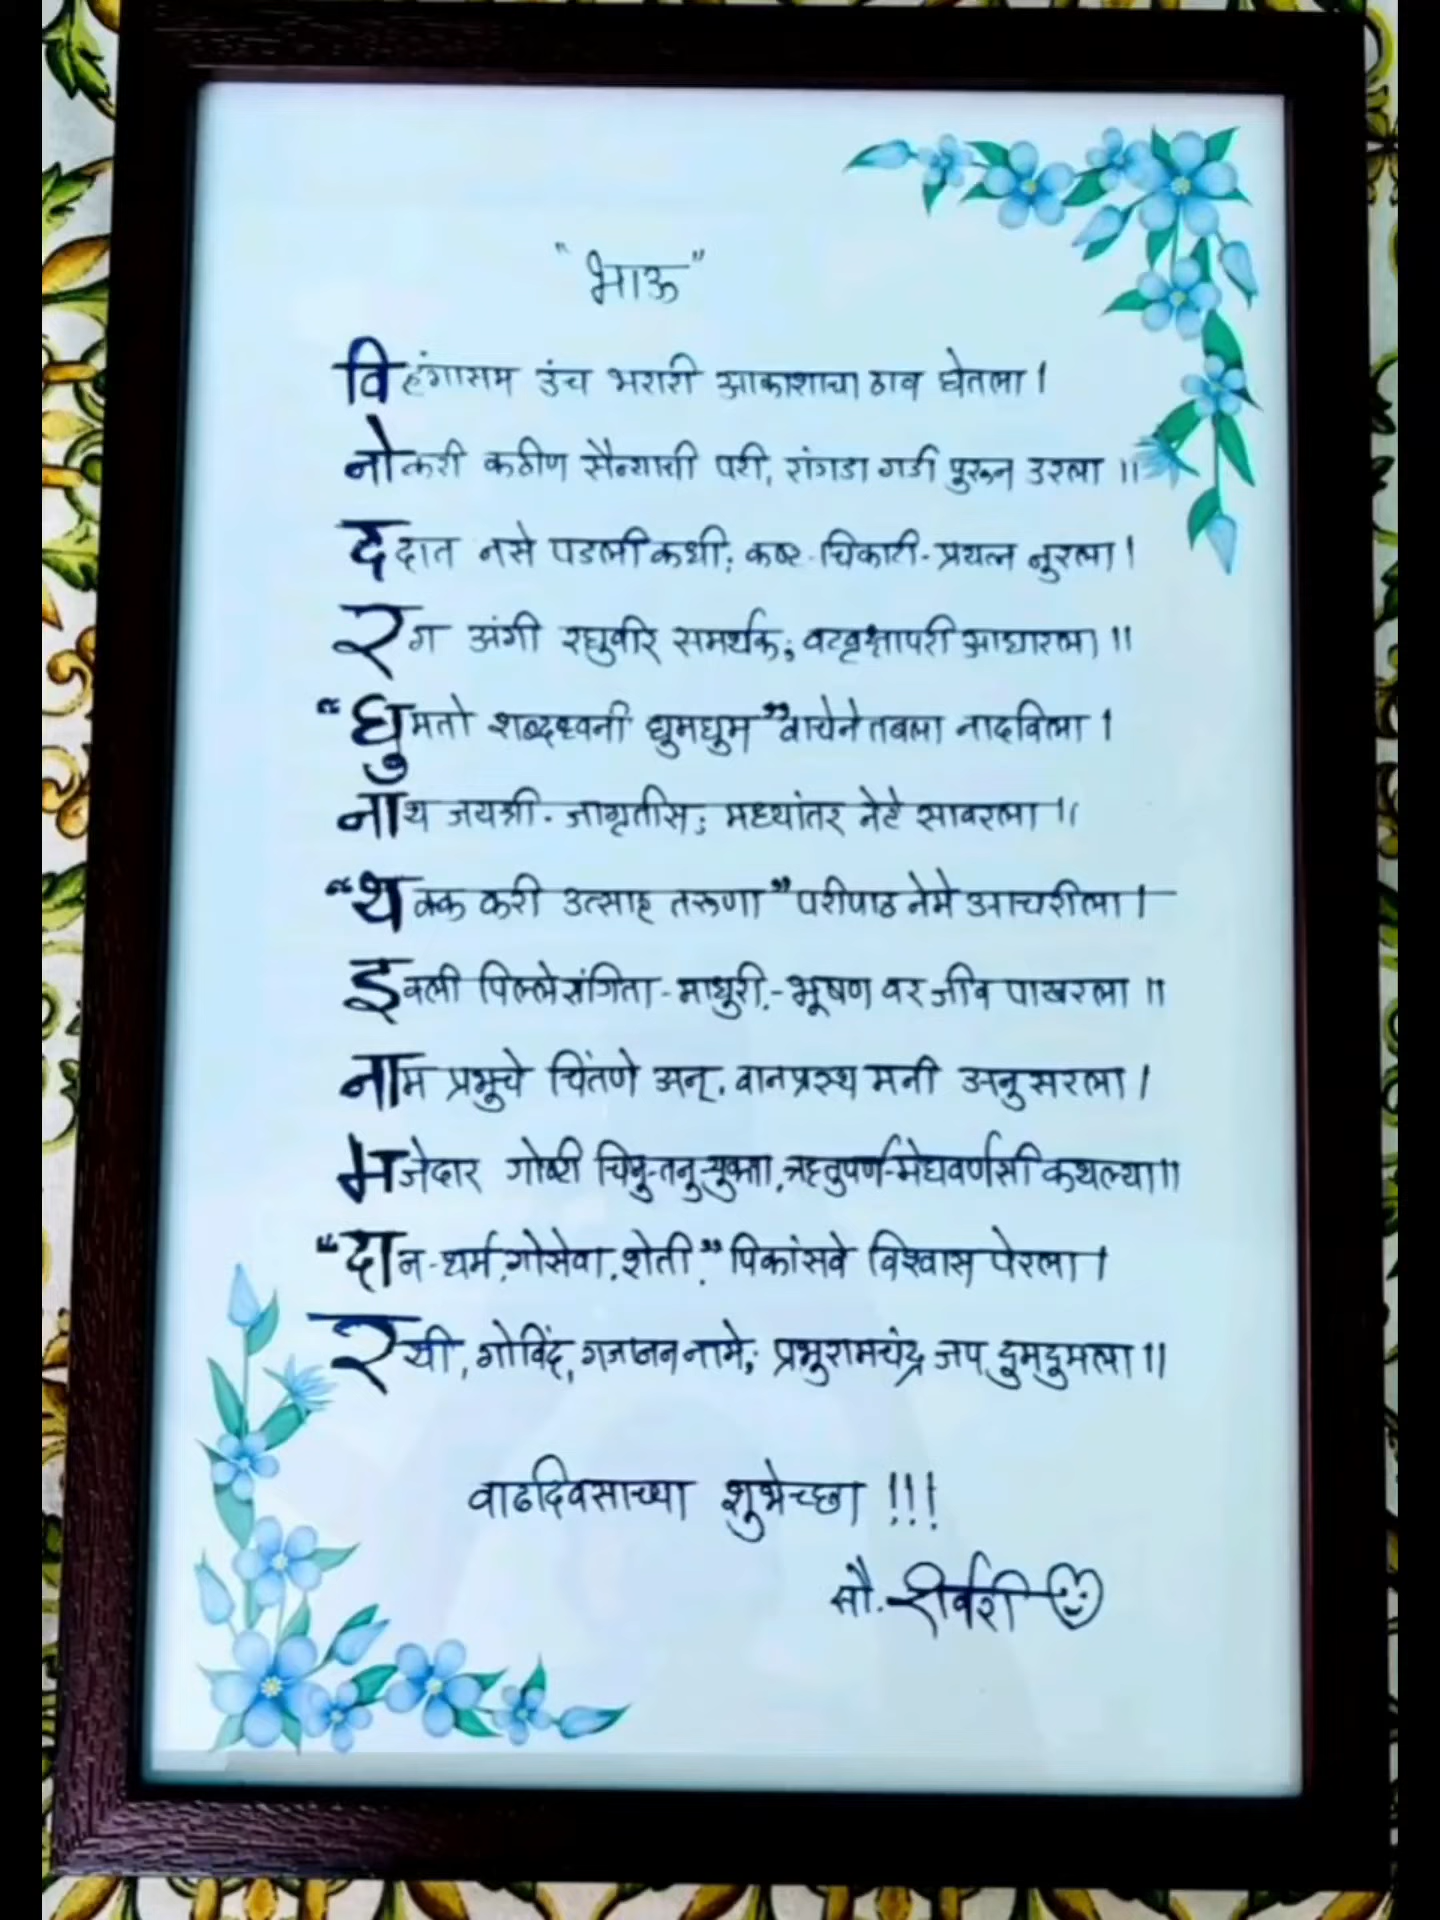 "भाऊ"
विहंगासम उंच भरारी आकाशाचा ठाव घेतला ।
नोकरी कठीण सैन्याची परी, रांगडा गडी पुरून उरला ॥
ददात नसे पडली कधी; कष्ट-चिकाटी-प्रयत्न नुरला ।
रग अंगी रघुवीर समर्थक; वटवृक्षापरी आधारला ॥
"घुमतो शब्दध्वनी घुमघुम" वाचेने तबला नादविला ।
नाथ जयश्री-जागृतीस; मध्यांतर नेटे सावरला ॥
"थक्क करी उत्साह तरुणा" परीपाठ नेमे आचरीला ।
इवली पिल्ले संगिता-माधुरी,-भूषण वर जीव पाखरला ॥
नाम प्रभुचे चिंतणे अन्, वानप्रस्थ मनी अनुसरला ।
मजेदार गोष्टी चिनु-तनु-युक्ता, ऋतुपर्ण-मेघवर्णसी कथल्या ॥
"दान-धर्म, गोसेवा, शेती," पिकांसवे विश्वास पेरला ।
रवी, गोविंद, गजानन नामे; प्रभुरामचंद्र जप दुमदुमला ॥
वाढदिवसाच्या शुभेच्छा !!!
सौ. शर्वरी